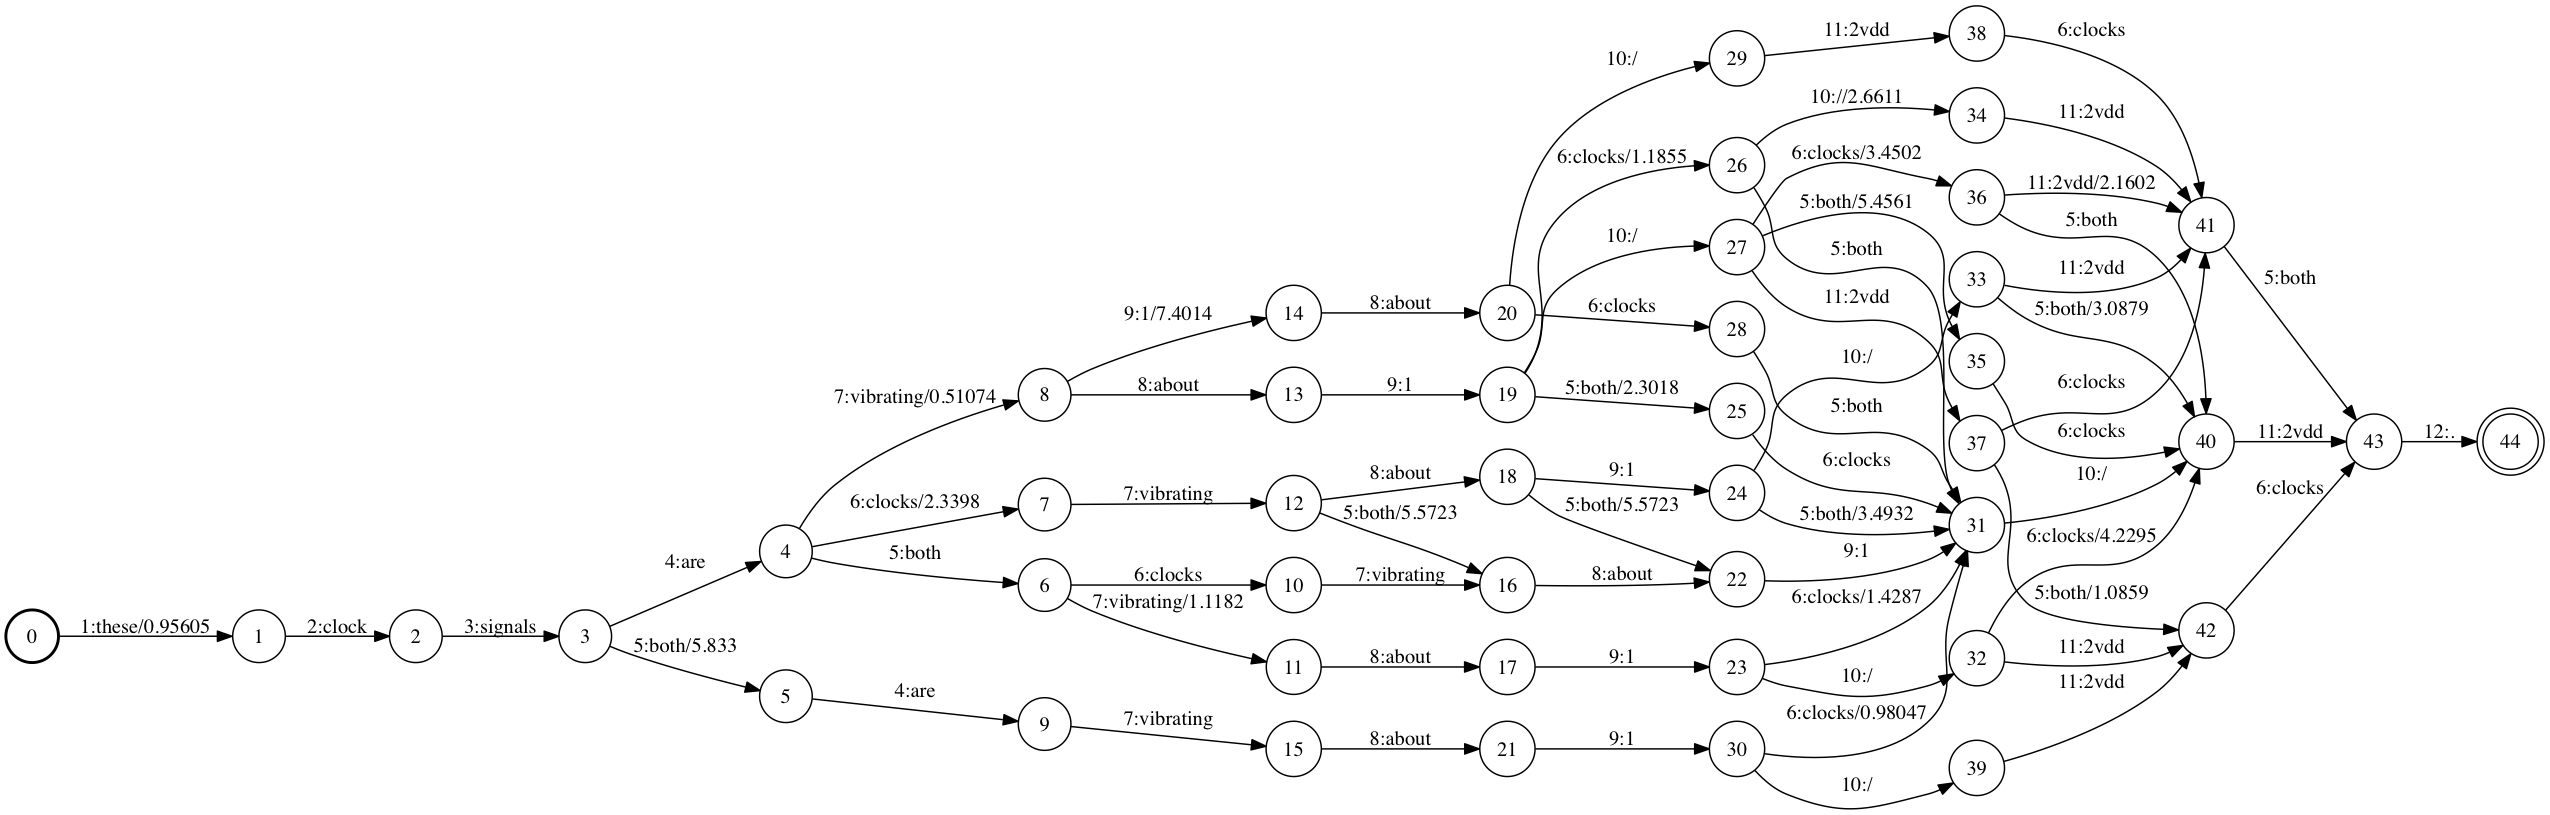 11:2vdd
38
6:clocks
10:/
29
10://2.6611
34
11:2vdd
6:clocks/1.1855
26
6:clocks/3.4502
36
11:2vdd/2.1602
5:both/5.4561
5:both
41
10:/
27
5:both
33
11:2vdd
5:both
9:1/7.4014
14
8:about
20
6:clocks
28
11:2vdd
5:both/3.0879
10:/
35
7:vibrating/0.51074
8
8:about
13
9:1
19
5:both/2.3018
25
5:both
6:clocks
37
6:clocks
40
11:2vdd
43
12:.
44
6:clocks/2.3398
7
7:vibrating
12
8:about
18
9:1
24
6:clocks
10:/
5:both/5.5723
5:both/5.5723
5:both/3.4932
31
6:clocks
4:are
4
5:both
6
6:clocks
10
7:vibrating
16
8:about
22
9:1
6:clocks/4.2295
7:vibrating/1.1182
6:clocks/1.4287
5:both/1.0859
0
1:these/0.95605
1
2:clock
2
3:signals
3
5:both/5.833
11
8:about
17
9:1
23
10:/
32
11:2vdd
42
5
4:are
9
7:vibrating
15
8:about
21
9:1
30
6:clocks/0.98047
11:2vdd
10:/
39